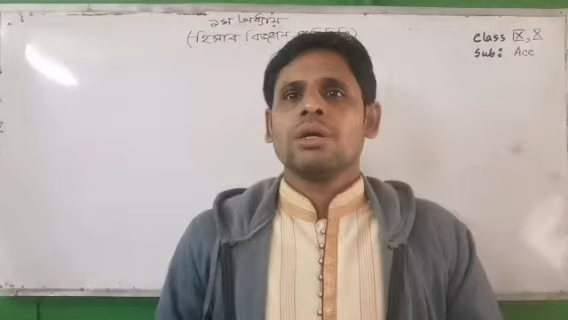 ১ম অধ্যায়
(হিসাব বিজ্ঞান
Class IX, X
Sub: Acc